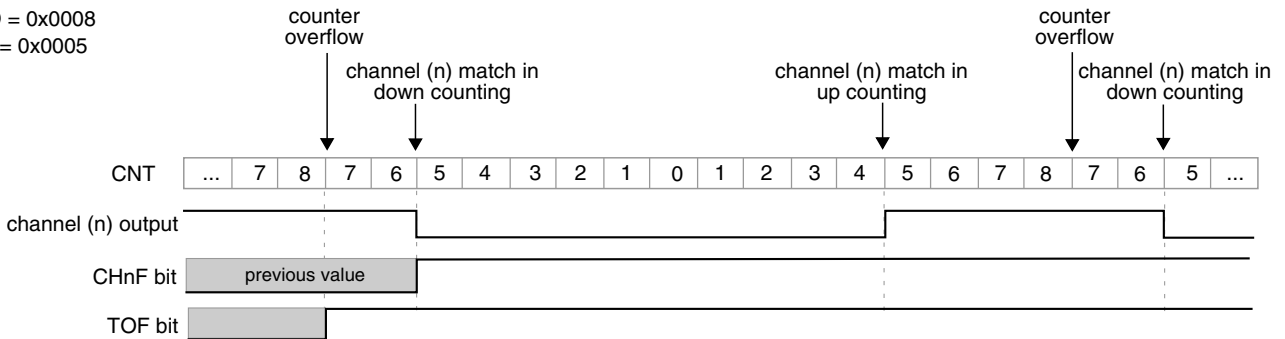 = 0x0008
= 0x0005
counter
overflow
channel (n) match in
down counting
channel (n) match in
up counting
counter
overflow
channel (n) match in
down counting
CNT ... 7 8 7 6 5 4 3 2 1 0 1 2 3 4 5 6 7 8 7 6 5 ...
channel (n) output
CHnF bit previous value
TOF bit